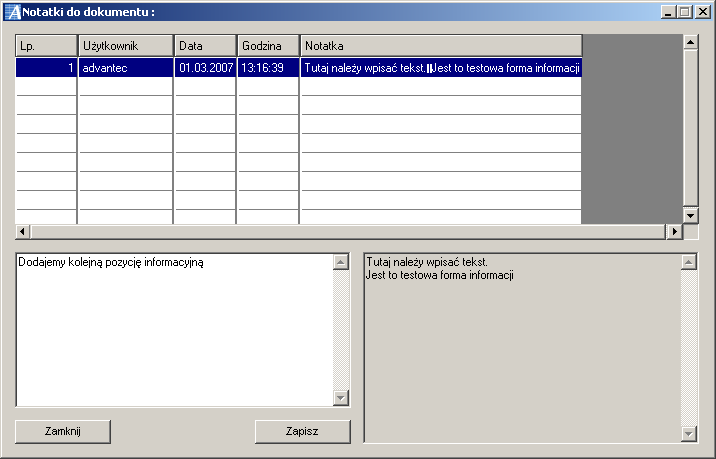 Notatki do dokumentu :
Lp. Użytkownik Data Godzina Notatka
1 advantec 01.03.2007 13:16:39 Tutaj należy wpisać tekst.||Jest to testowa forma informacji
Dodajemy kolejną pozycję informacyjną
Tutaj należy wpisać tekst.
Jest to testowa forma informacji
Zamknij Zapisz